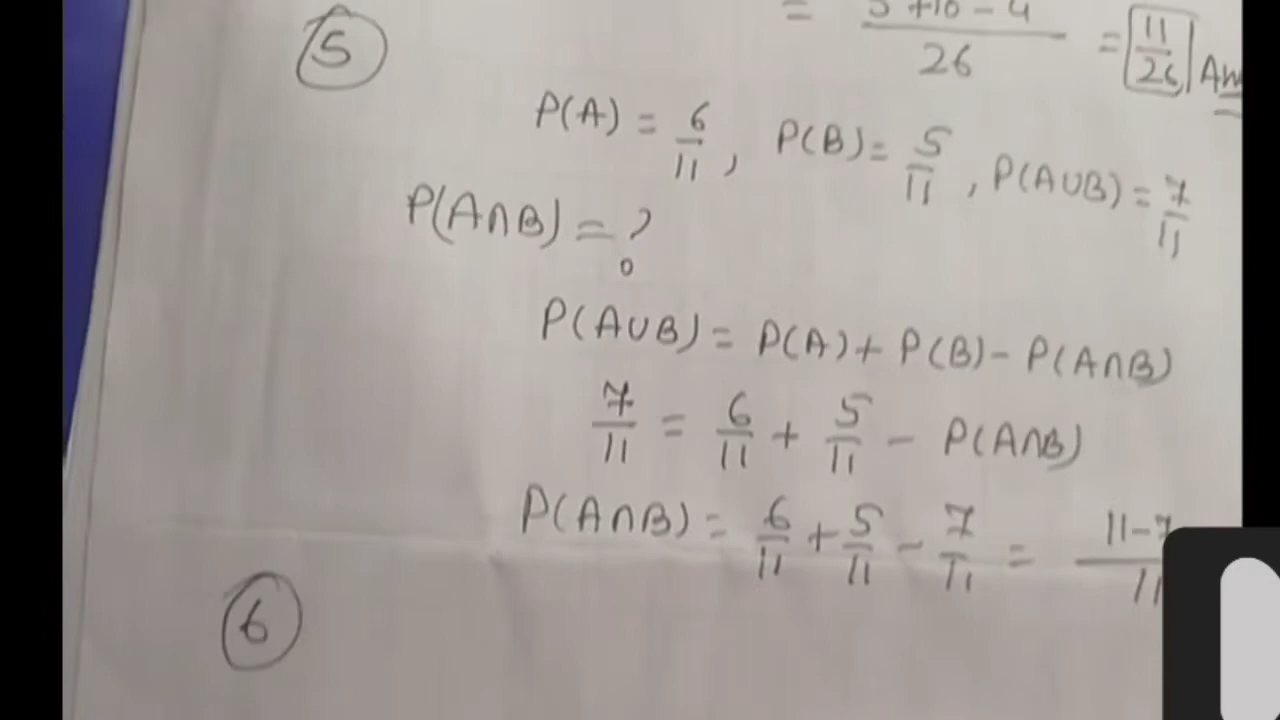 = 5+10-4/26 = 11/26 Ans
5
P(A) = 6/11, P(B) = 5/11, P(A∪B) = 7/11
P(A∩B) = ?
P(A∪B) = P(A) + P(B) - P(A∩B)
7/11 = 6/11 + 5/11 - P(A∩B)
P(A∩B) = 6/11 + 5/11 - 7/11 = 11-7/11
6